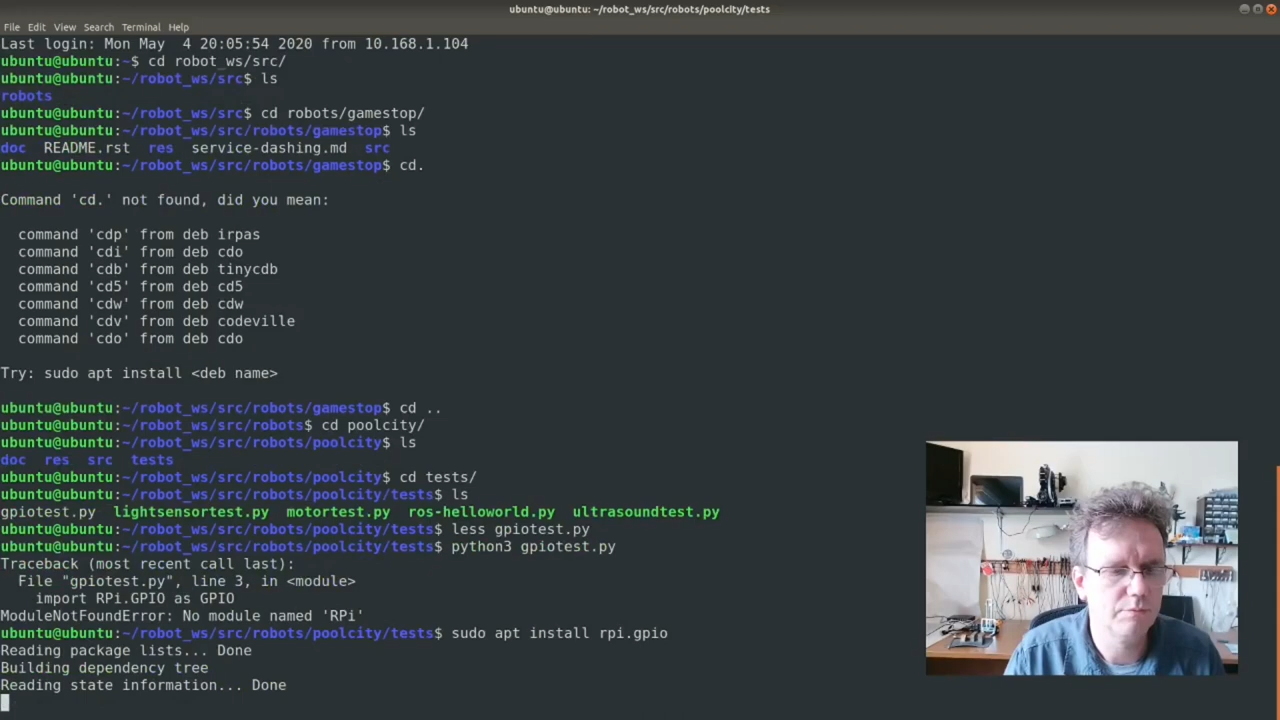 ubuntu@ubuntu: ~/robot_ws/src/robots/poolcity/tests
File Edit View Search Terminal Help
Last login: Mon May  4 20:05:54 2020 from 10.168.1.104
ubuntu@ubuntu:~$ cd robot_ws/src/
ubuntu@ubuntu:~/robot_ws/src$ ls
robots
ubuntu@ubuntu:~/robot_ws/src$ cd robots/gamestop/
ubuntu@ubuntu:~/robot_ws/src/robots/gamestop$ ls
doc  README.rst  res  service-dashing.md  src
ubuntu@ubuntu:~/robot_ws/src/robots/gamestop$ cd.
Command 'cd.' not found, did you mean:
  command 'cdp' from deb irpas
  command 'cdi' from deb cdo
  command 'cdb' from deb tinycdb
  command 'cd5' from deb cd5
  command 'cdw' from deb cdw
  command 'cdv' from deb codeville
  command 'cdo' from deb cdo
Try: sudo apt install <deb name>
ubuntu@ubuntu:~/robot_ws/src/robots/gamestop$ cd ..
ubuntu@ubuntu:~/robot_ws/src/robots$ cd poolcity/
ubuntu@ubuntu:~/robot_ws/src/robots/poolcity$ ls
doc  res  src  tests
ubuntu@ubuntu:~/robot_ws/src/robots/poolcity$ cd tests/
ubuntu@ubuntu:~/robot_ws/src/robots/poolcity/tests$ ls
gpiotest.py  lightsensortest.py  motortest.py  ros-helloworld.py  ultrasoundtest.py
ubuntu@ubuntu:~/robot_ws/src/robots/poolcity/tests$ less gpiotest.py
ubuntu@ubuntu:~/robot_ws/src/robots/poolcity/tests$ python3 gpiotest.py
Traceback (most recent call last):
  File "gpiotest.py", line 3, in <module>
    import RPi.GPIO as GPIO
ModuleNotFoundError: No module named 'RPi'
ubuntu@ubuntu:~/robot_ws/src/robots/poolcity/tests$ sudo apt install rpi.gpio
Reading package lists... Done
Building dependency tree
Reading state information... Done